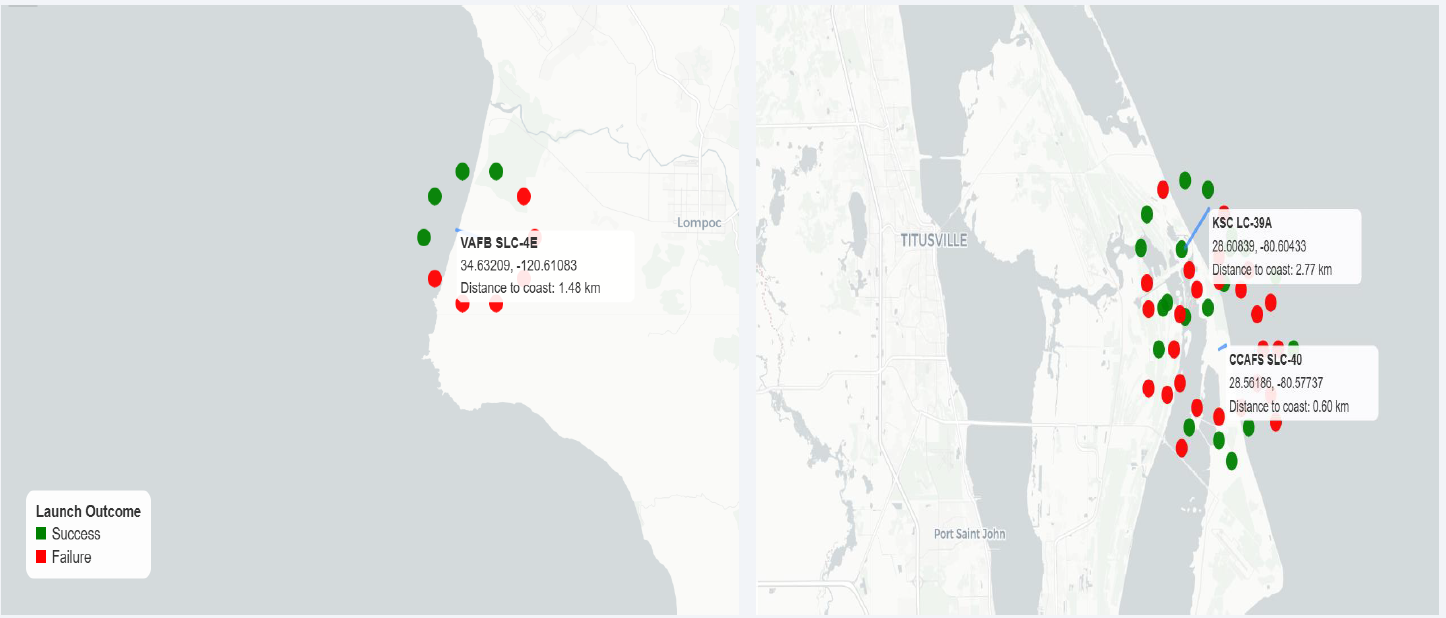 Lompoc
VAFB SLC-4E
34.63209, -120.61083
Distance to coast: 1.48 km
Launch Outcome
Success
Failure
TITUSVILLE
KSC LC-39A
28.60839, -80.60433
Distance to coast: 2.77 km
CCAFS SLC-40
28.56186, -80.57737
Distance to coast: 0.60 km
Port Saint John